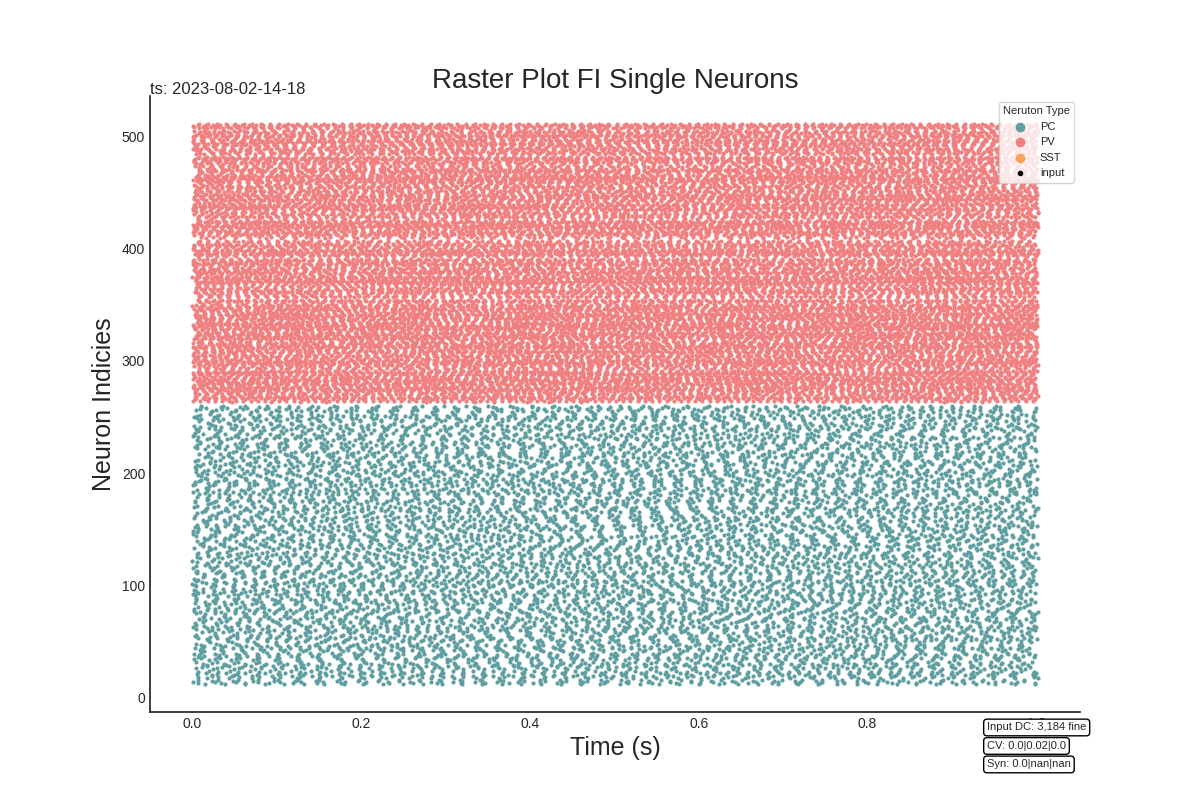 Raster Plot FI Single Neurons
ts: 2023-08-02-14-18
Neruton Type
PC
PV
SST
input
500
400
300
200
100
0
Neuron Indicies
0.0 0.2 0.4 0.6 0.8
Time (s)
Input DC: 3,184 fine
CV: 0.0|0.02|0.0
Syn: 0.0|nan|nan